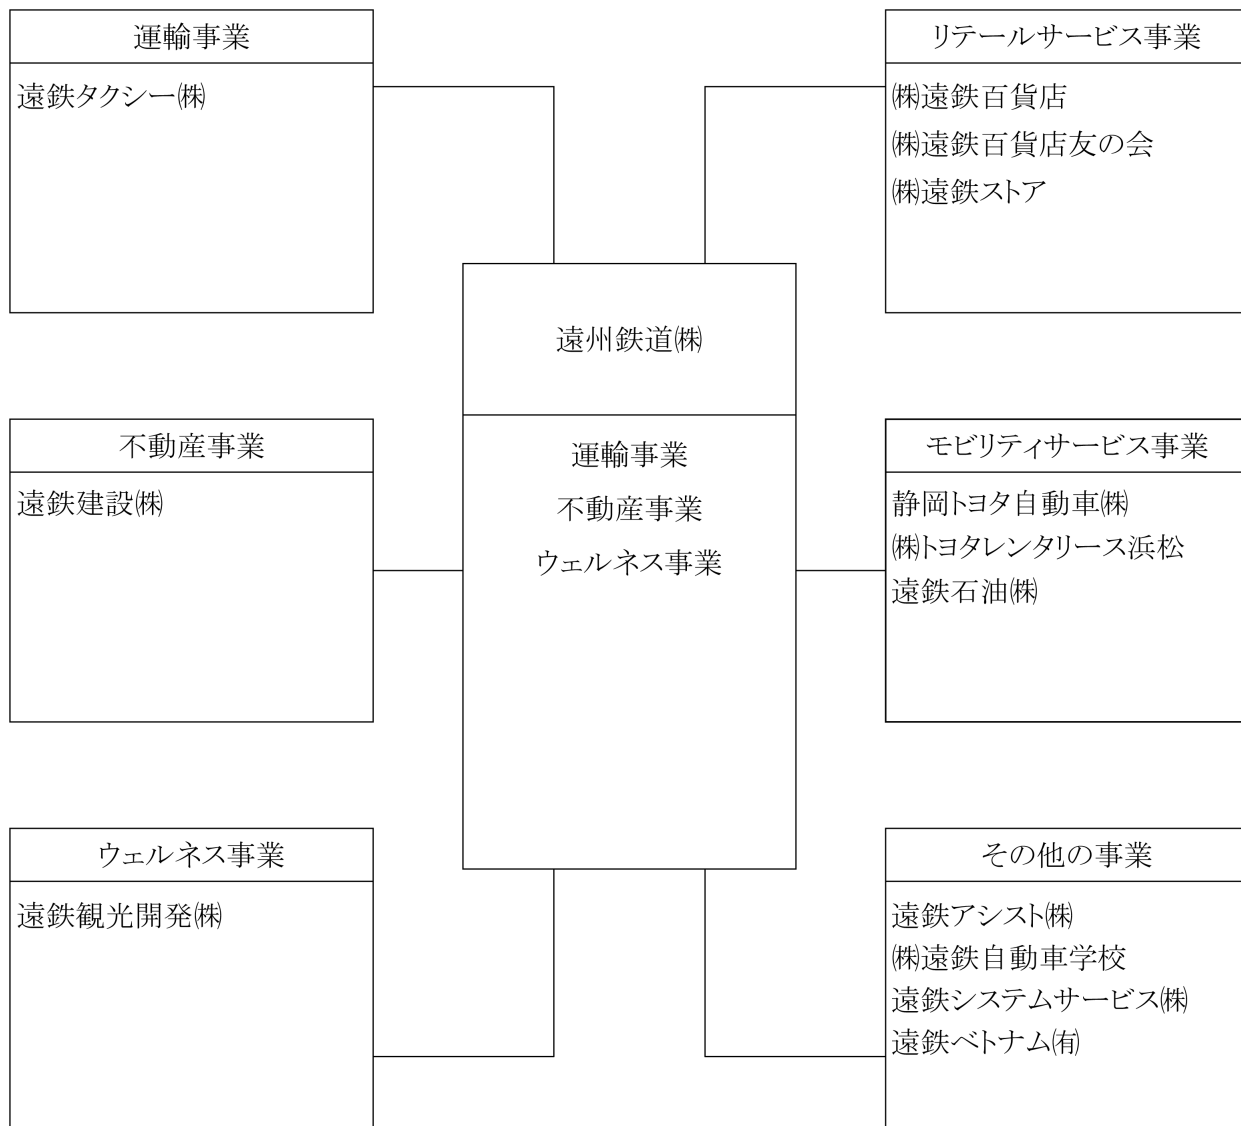 運輸事業
遠鉄タクシー㈱
リテールサービス事業
㈱遠鉄百貨店
㈱遠鉄百貨店友の会
㈱遠鉄ストア
遠州鉄道㈱
運輸事業
不動産事業
ウェルネス事業
不動産事業
遠鉄建設㈱
モビリティサービス事業
静岡トヨタ自動車㈱
㈱トヨタレンタリース浜松
遠鉄石油㈱
ウェルネス事業
遠鉄観光開発㈱
その他の事業
遠鉄アシスト㈱
㈱遠鉄自動車学校
遠鉄システムサービス㈱
遠鉄ベトナム㈲